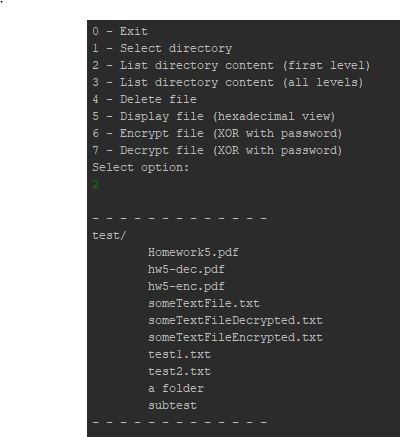 0 - Exit
1 - Select directory
2 - List directory content (first level)
3 - List directory content (all levels)
4 - Delete file
5 - Display file (hexadecimal view)
6 - Encrypt file (XOR with password)
7 - Decrypt file (XOR with password)
Select option:
2
- - - - - - - - - - - - -
test/
Homework5.pdf
hw5-dec.pdf
hw5-enc.pdf
someTextFile.txt
someTextFileDecrypted.txt
someTextFileEncrypted.txt
test1.txt
test2.txt
a folder
subtest
- - - - - - - - - - - - -